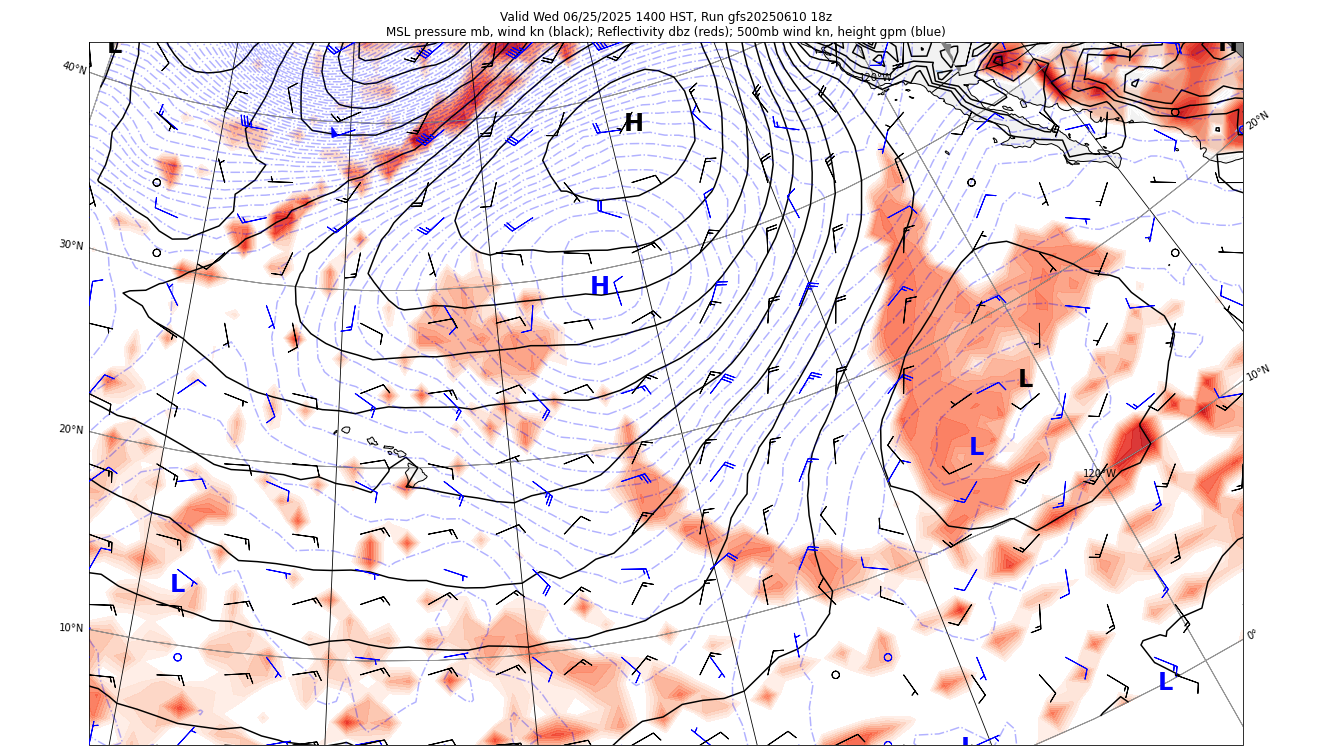 Valid Wed 06/25/2025 1400 HST, Run gfs20250610 18z
MSL pressure mb, wind kn (black); Reflectivity dbz (reds); 500mb wind kn, height gpm (blue)
L
H
40°N
120°W
H
20°N
30°N
H
10°N
L
20°N
L
120°W
L
10°N
0°
L
L